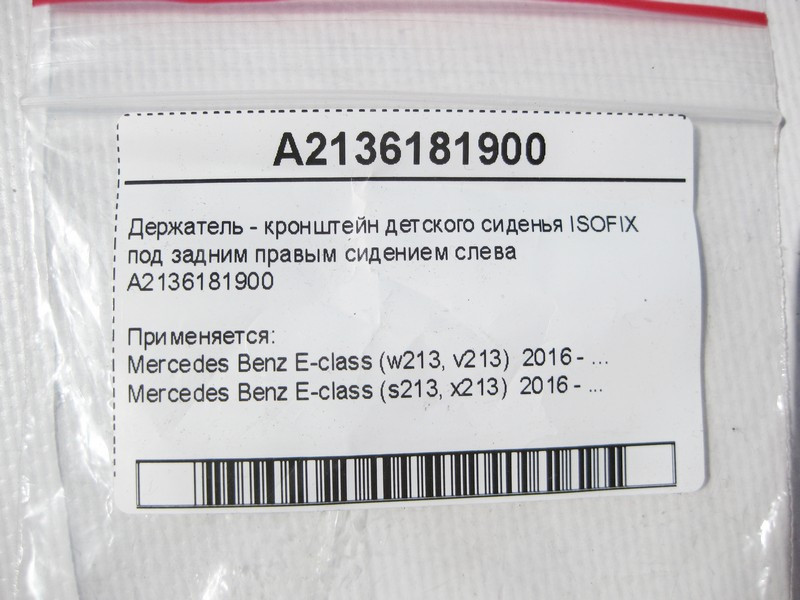 A2136181900
Держатель - кронштейн детского сиденья ISOFIX
под задним правым сидением слева
A2136181900
Применяется:
Mercedes Benz E-class (w213, v213) 2016 - ...
Mercedes Benz E-class (s213, x213) 2016 - ...